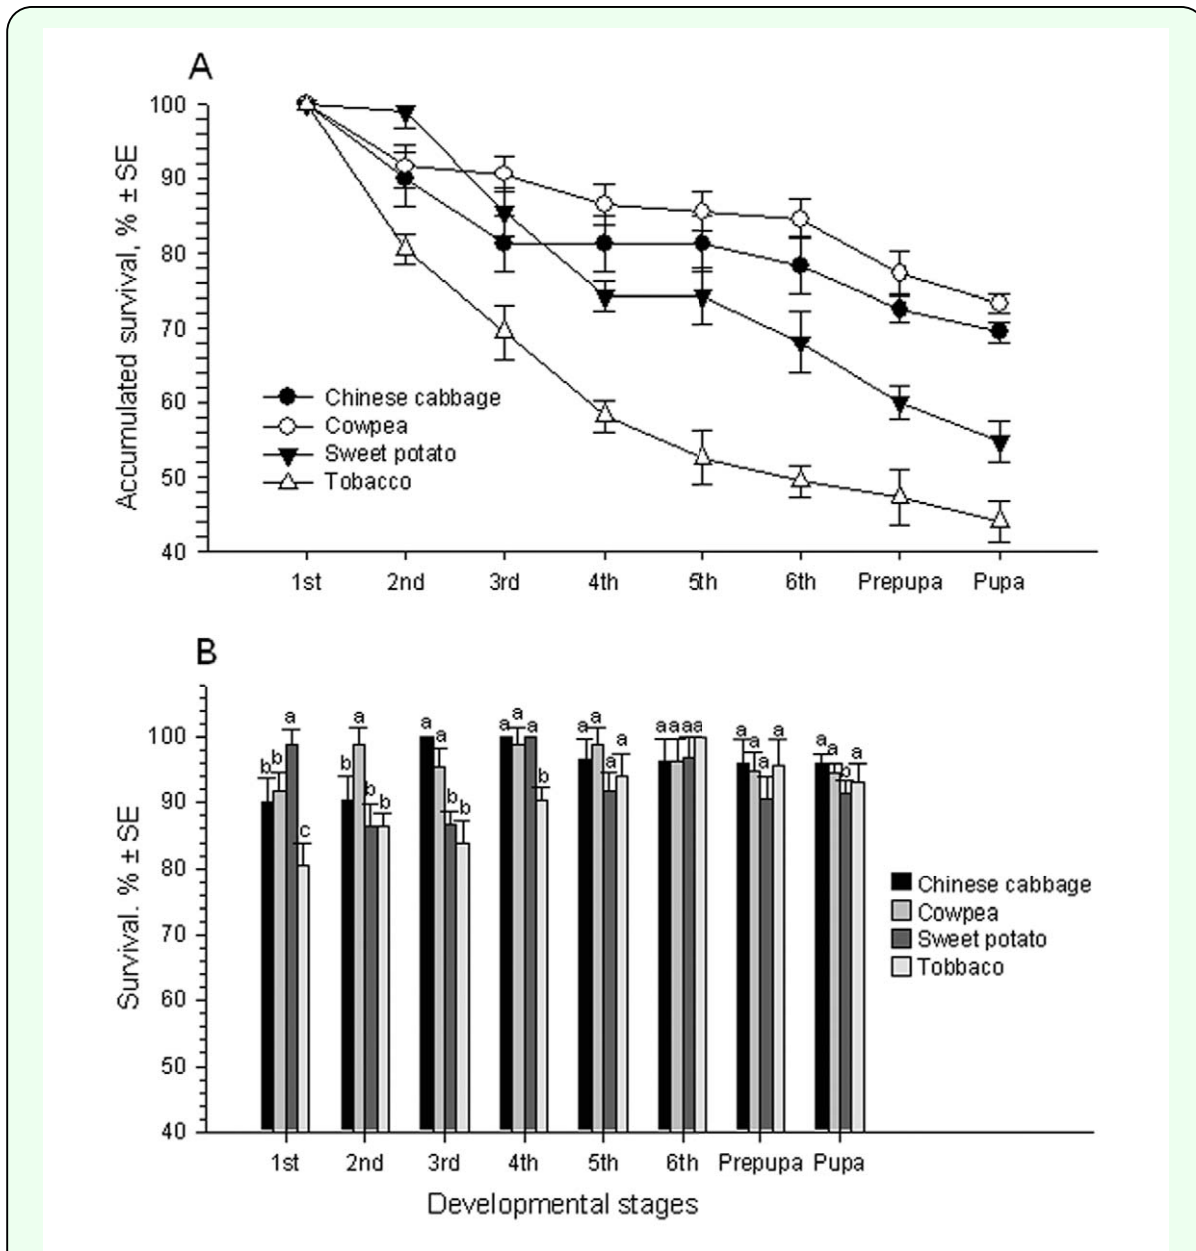 A
100
90
80
70
60
50
40
Accumulated survival, % ± SE
Chinese cabbage
Cowpea
Sweet potato
Tobacco
1st 2nd 3rd 4th 5th 6th Prepupa Pupa
B
100
90
80
70
60
50
40
Survival. % ± SE
b b a c
b a b b
a a b b
a a a b
a a a a
a a a a
a a a a
a a b a
Chinese cabbage
Cowpea
Sweet potato
Tobbaco
1st 2nd 3rd 4th 5th 6th Prepupa Pupa
Developmental stages